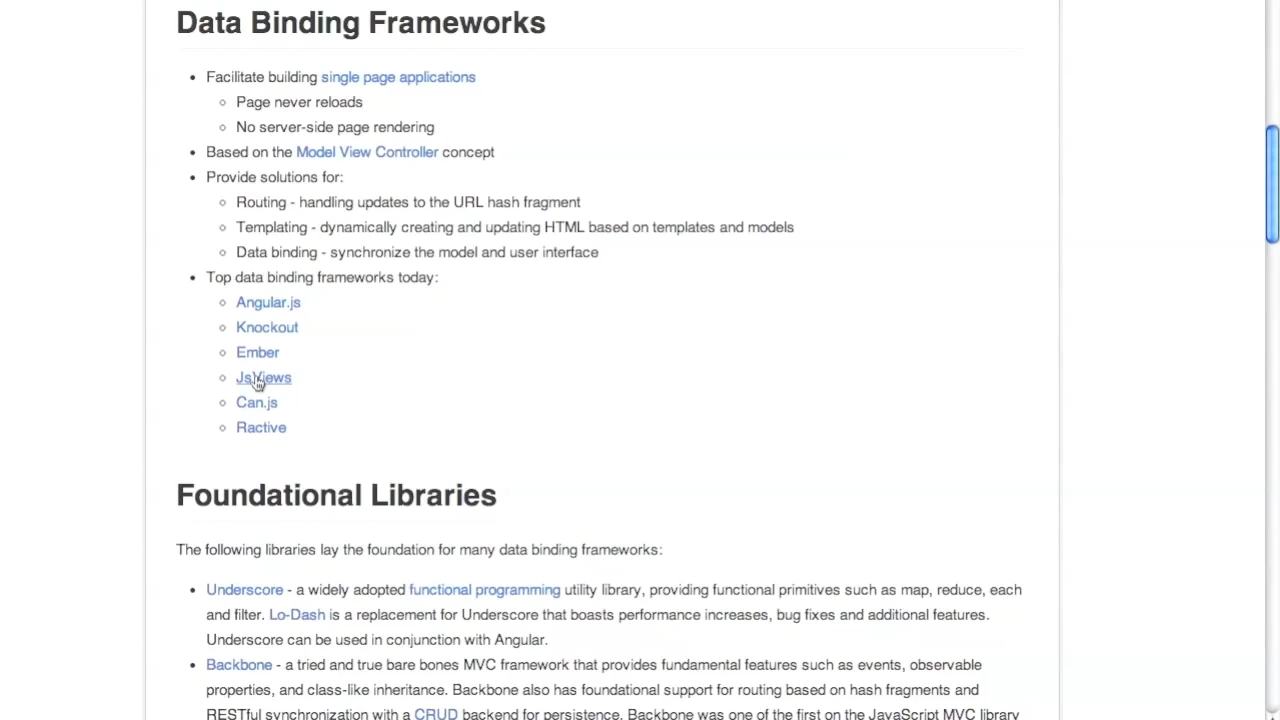 Data Binding Frameworks
Facilitate building single page applications
Page never reloads
No server-side page rendering
Based on the Model View Controller concept
Provide solutions for:
Routing - handling updates to the URL hash fragment
Templating - dynamically creating and updating HTML based on templates and models
Data binding - synchronize the model and user interface
Top data binding frameworks today:
Angular.js
Knockout
Ember
JsViews
Can.js
Ractive
Foundational Libraries
The following libraries lay the foundation for many data binding frameworks:
Underscore - a widely adopted functional programming utility library, providing functional primitives such as map, reduce, each
and filter. Lo-Dash is a replacement for Underscore that boasts performance increases, bug fixes and additional features.
Underscore can be used in conjunction with Angular.
Backbone - a tried and true bare bones MVC framework that provides fundamental features such as events, observable
properties, and class-like inheritance. Backbone also has foundational support for routing based on hash fragments and
RESTful synchronization with a CRUD backend for persistence. Backbone was one of the first on the JavaScript MVC library